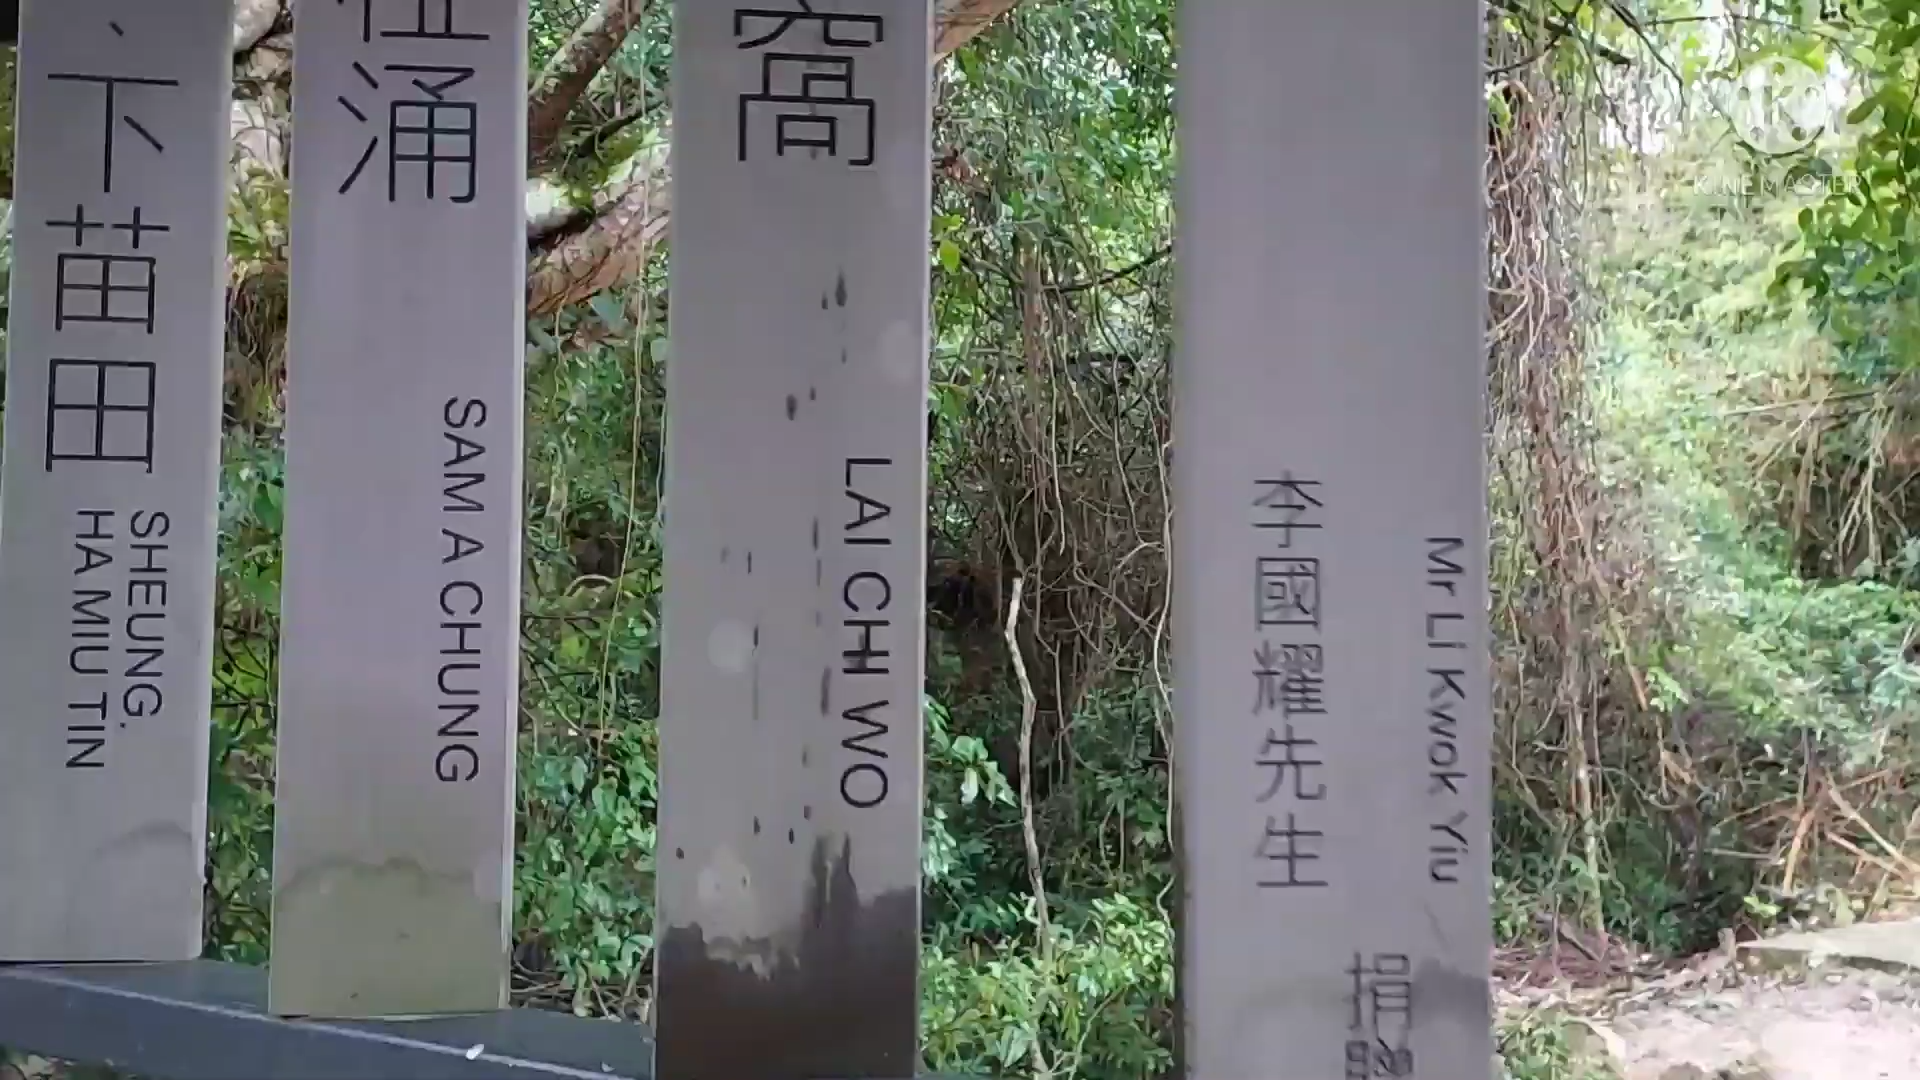 、下苗田
SHEUNG,
HA MIU TIN
涌
SAM A CHUNG
窩
LAI CHI WO
李國耀先生
Mr Li Kwok Yiu
捐
KINEMASTER